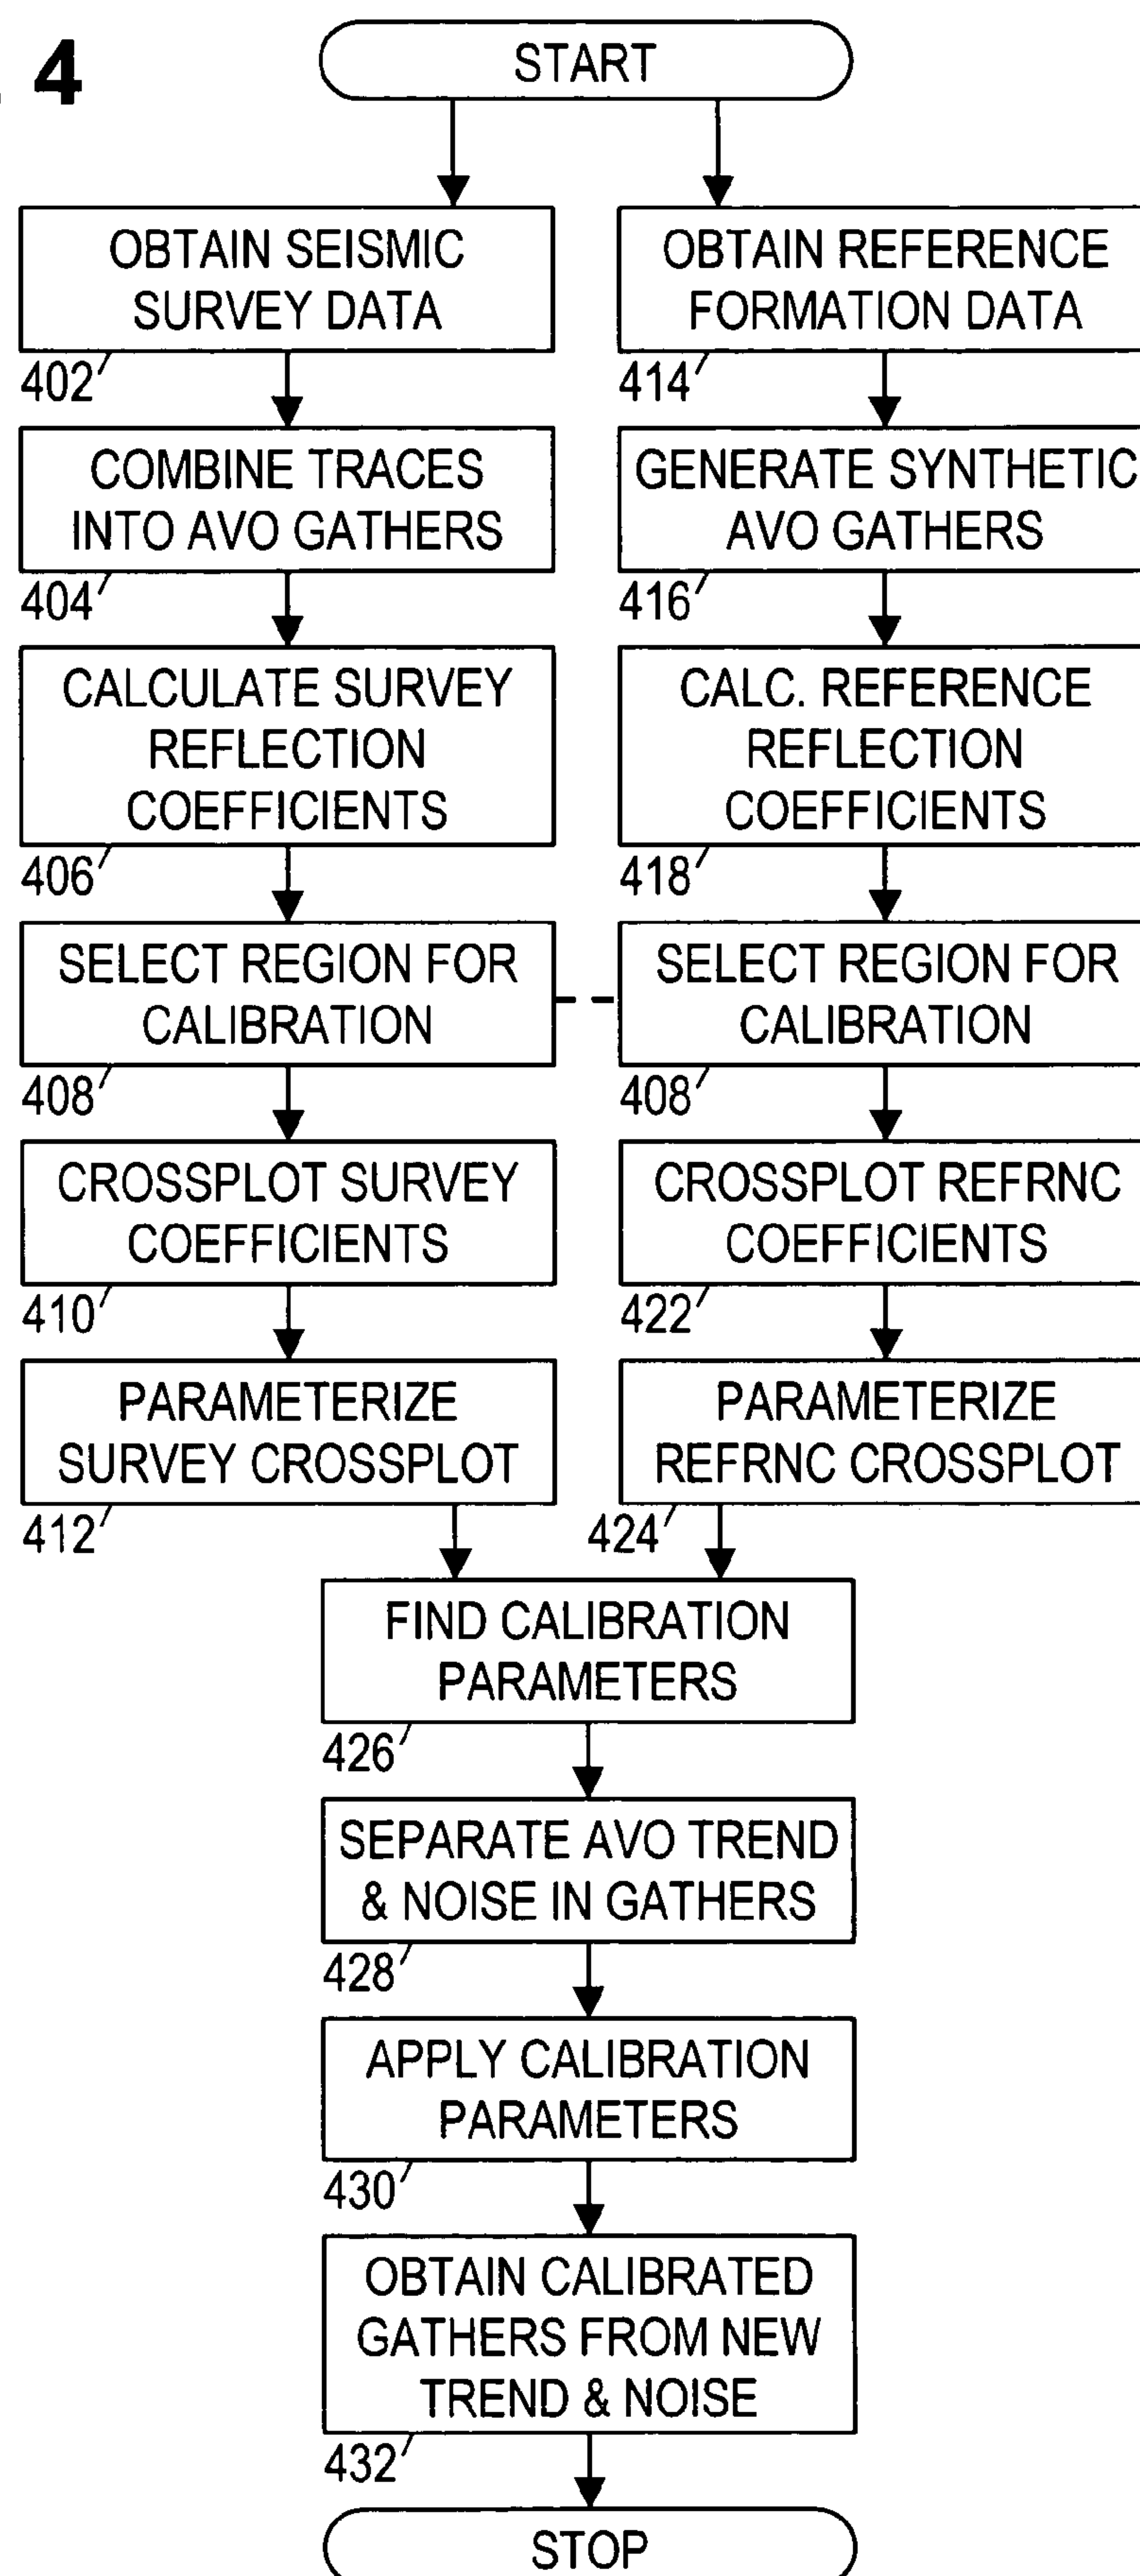 4
START
OBTAIN SEISMIC
SURVEY DATA
402
OBTAIN REFERENCE
FORMATION DATA
414
COMBINE TRACES
INTO AVO GATHERS
404
GENERATE SYNTHETIC
AVO GATHERS
416
CALCULATE SURVEY
REFLECTION
COEFFICIENTS
406
CALC. REFERENCE
REFLECTION
COEFFICIENTS
418
SELECT REGION FOR
CALIBRATION
408
SELECT REGION FOR
CALIBRATION
408
CROSSPLOT SURVEY
COEFFICIENTS
410
CROSSPLOT REFRNC
COEFFICIENTS
422
PARAMETERIZE
SURVEY CROSSPLOT
412
PARAMETERIZE
REFRNC CROSSPLOT
424
FIND CALIBRATION
PARAMETERS
426
SEPARATE AVO TREND
& NOISE IN GATHERS
428
APPLY CALIBRATION
PARAMETERS
430
OBTAIN CALIBRATED
GATHERS FROM NEW
TREND & NOISE
432
STOP